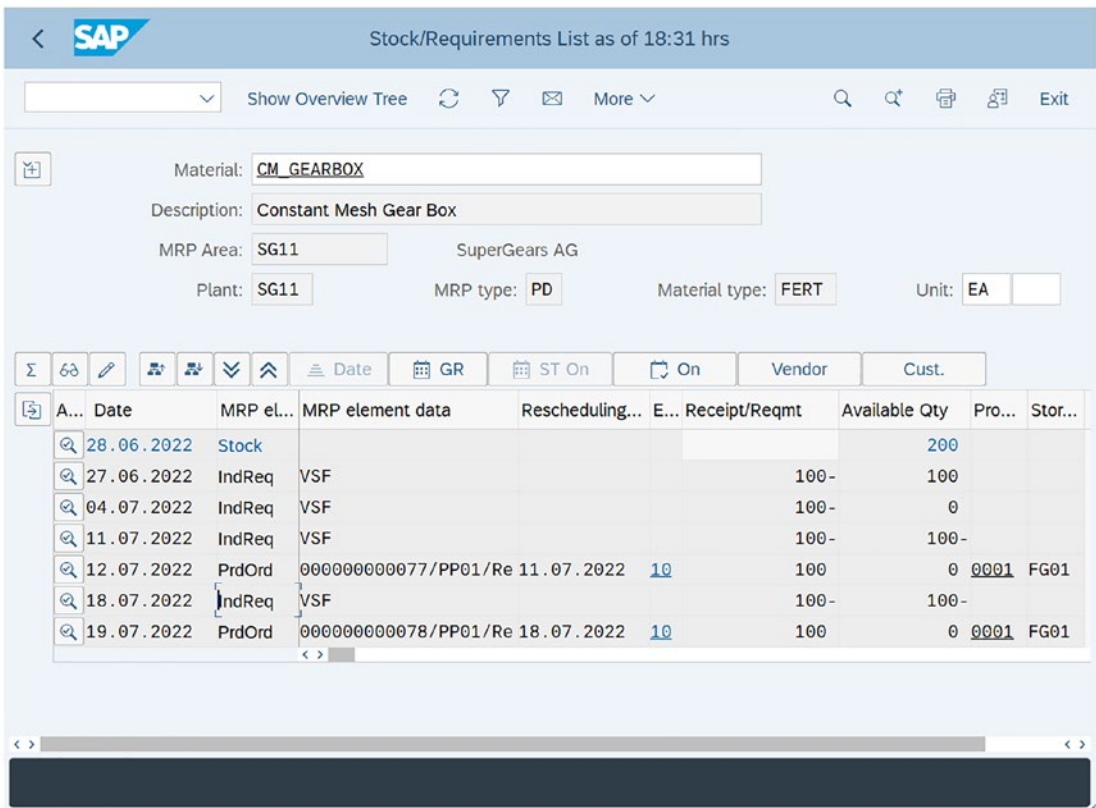 SAP Stock/Requirements List as of 18:31 hrs
Show Overview Tree More Exit
Material: CM_GEARBOX
Description: Constant Mesh Gear Box
MRP Area: SG11 SuperGears AG
Plant: SG11 MRP type: PD Material type: FERT Unit: EA
Σ Date GR ST On On Vendor Cust.
A... Date MRP el... MRP element data Rescheduling... E... Receipt/Reqmt Available Qty Pro... Stor...
28.06.2022 Stock 200
27.06.2022 IndReq VSF 100- 100
04.07.2022 IndReq VSF 100- 0
11.07.2022 IndReq VSF 100- 100-
12.07.2022 PrdOrd 000000000077/PP01/Re 11.07.2022 10 100 0 0001 FG01
18.07.2022 IndReq VSF 100- 100-
19.07.2022 PrdOrd 000000000078/PP01/Re 18.07.2022 10 100 0 0001 FG01